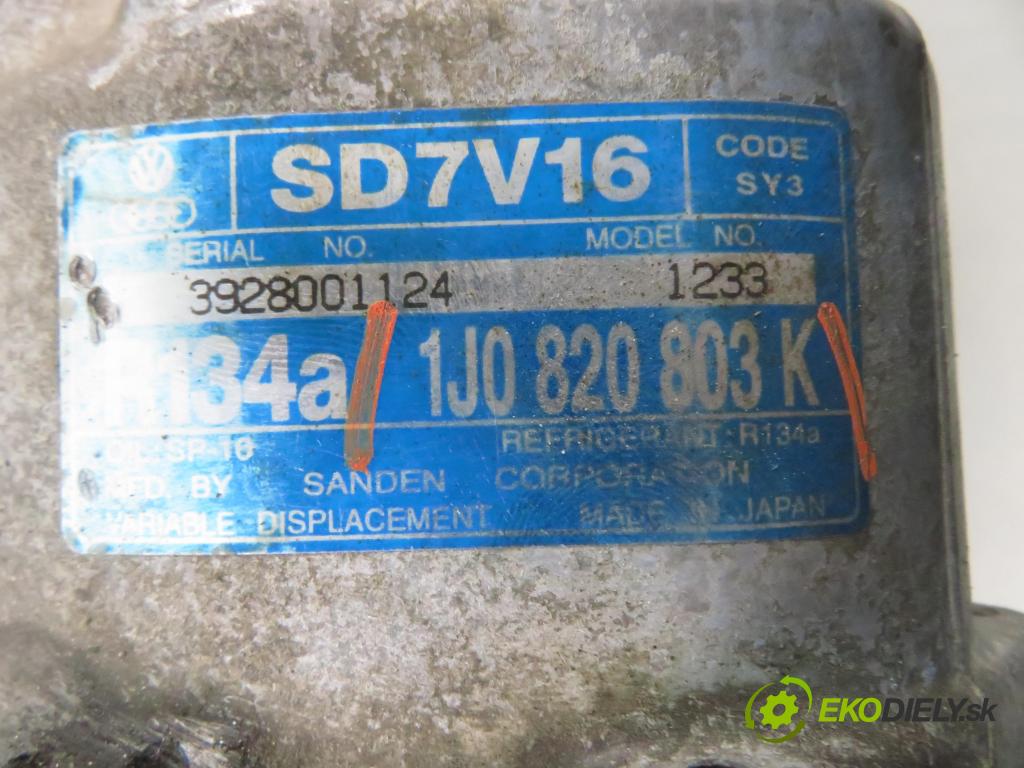 VW SD7V16 CODE
SY3
SERIAL NO. MODEL NO.
3928001124 1233
R134a 1J0 820 803 K
OIL: SP-10 REFRIGERANT: R134a
MFD. BY SANDEN CORPORATION
VARIABLE DISPLACEMENT MADE IN JAPAN
EKODIELY.sk